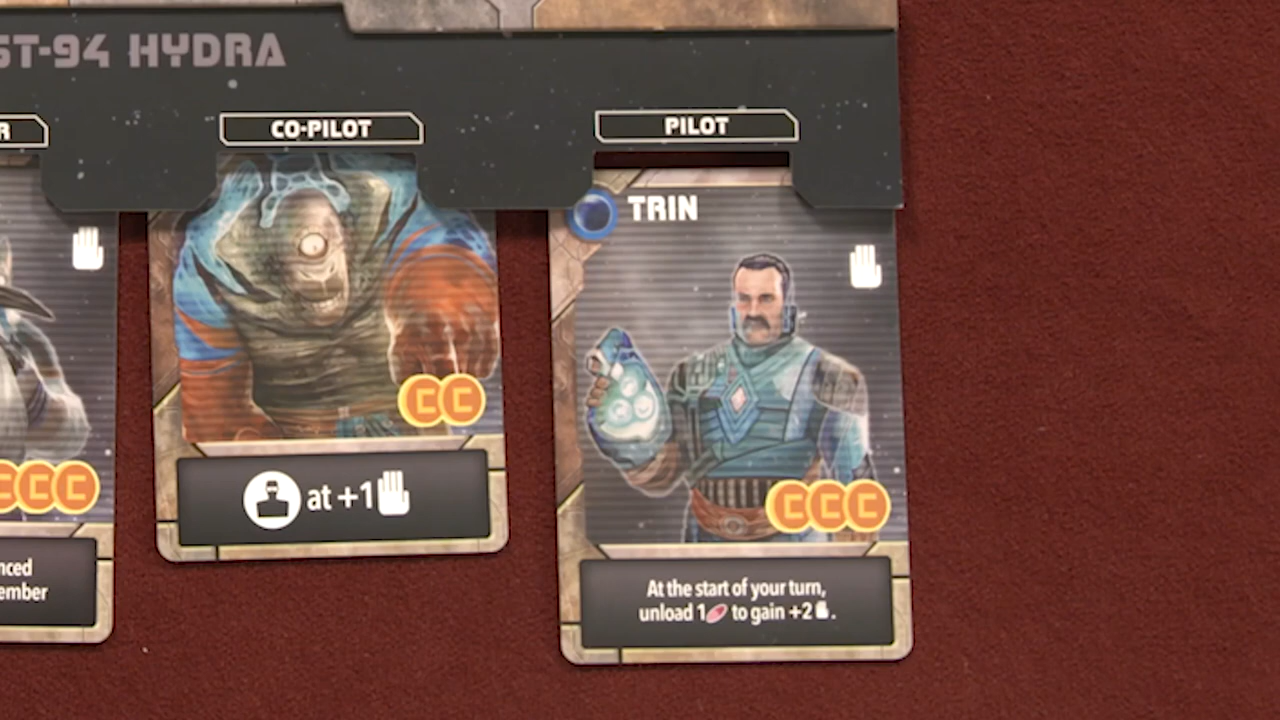 ST-94 HYDRA
R
CO-PILOT
PILOT
TRIN
C C
C C C
C C C
at +1
nced
ember
At the start of your turn,
unload 1 to gain +2 .